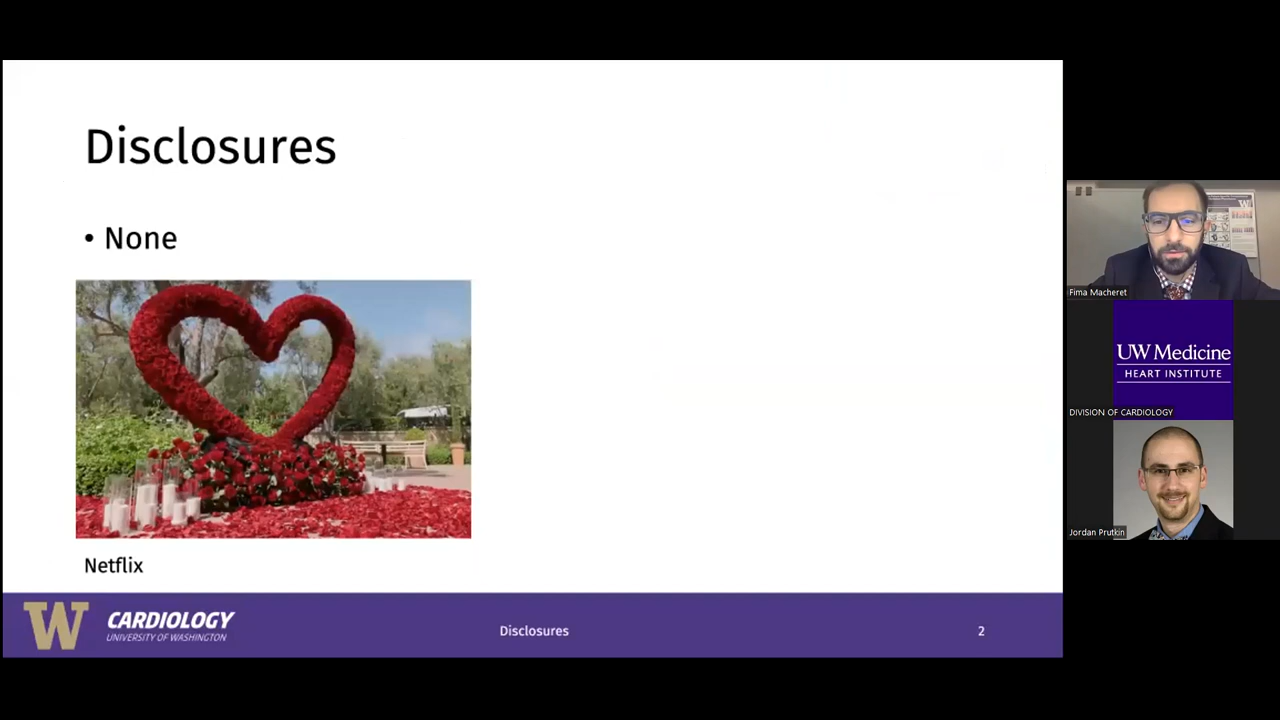 Disclosures
• None
Netflix
W CARDIOLOGY
UNIVERSITY OF WASHINGTON
Disclosures
2
Fima Macheret
UW Medicine
HEART INSTITUTE
DIVISION OF CARDIOLOGY
Jordan Prutkin